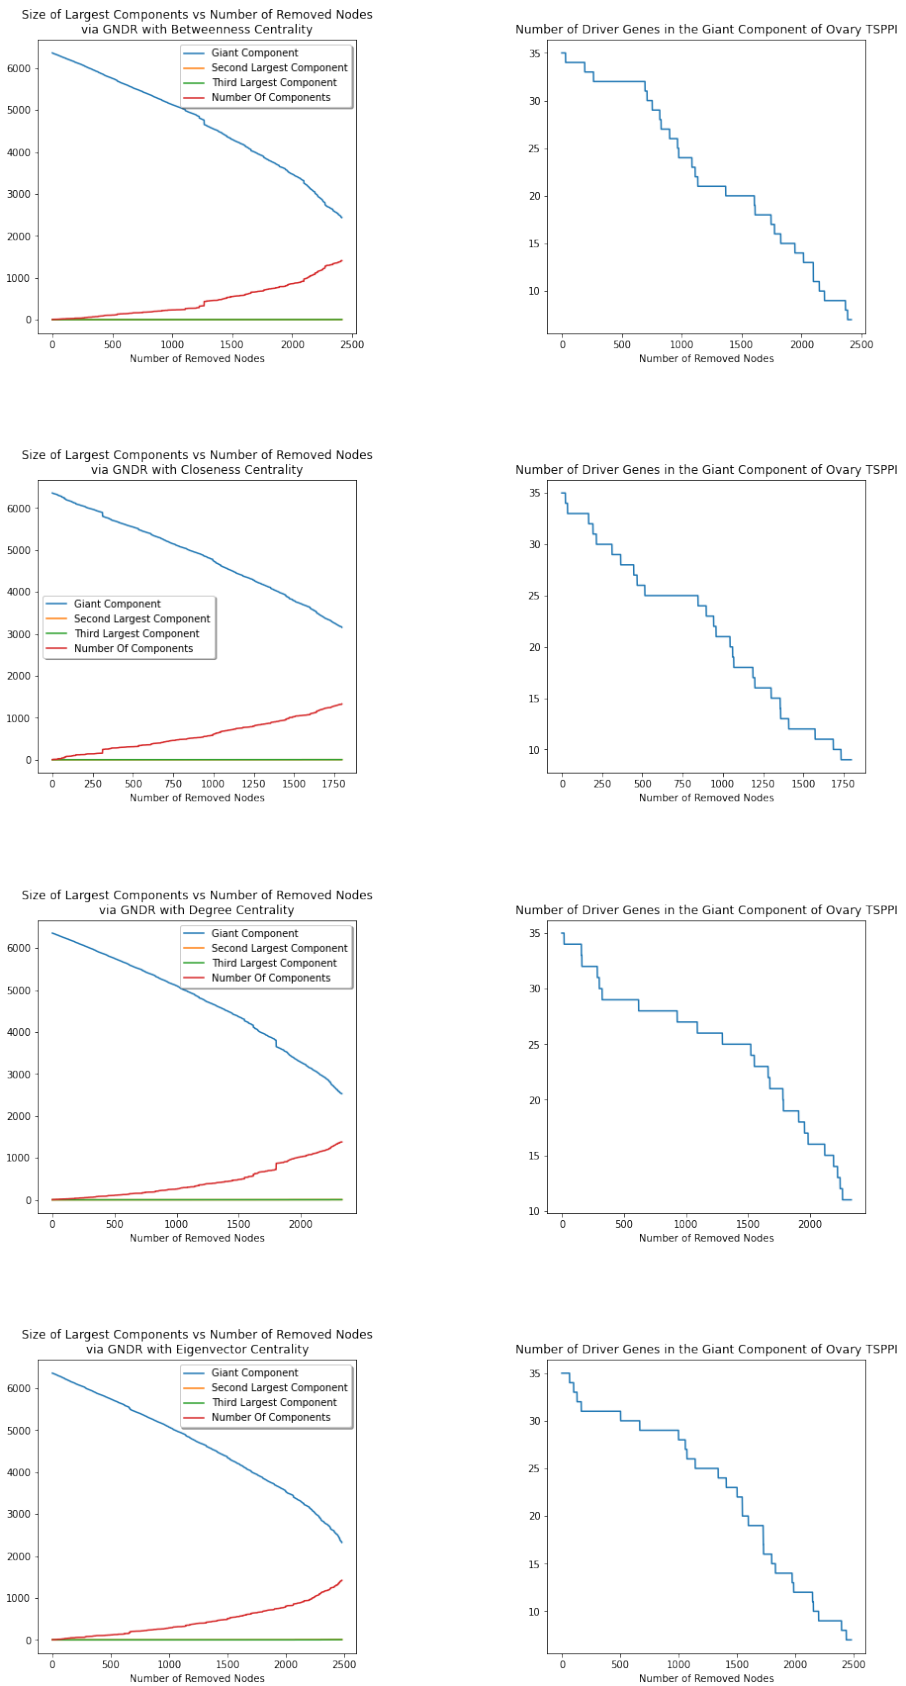 Size of Largest Components vs Number of Removed Nodes
via GNDR with Betweenness Centrality
6000
5000
4000
3000
2000
1000
0
Giant Component
Second Largest Component
Third Largest Component
Number Of Components
0 500 1000 1500 2000 2500
Number of Removed Nodes
Number of Driver Genes in the Giant Component of Ovary TSPPI
35
30
25
20
15
10
0 500 1000 1500 2000 2500
Number of Removed Nodes
Size of Largest Components vs Number of Removed Nodes
via GNDR with Closeness Centrality
6000
5000
4000
3000
2000
1000
0
Giant Component
Second Largest Component
Third Largest Component
Number Of Components
0 250 500 750 1000 1250 1500 1750
Number of Removed Nodes
Number of Driver Genes in the Giant Component of Ovary TSPPI
35
30
25
20
15
10
0 250 500 750 1000 1250 1500 1750
Number of Removed Nodes
Size of Largest Components vs Number of Removed Nodes
via GNDR with Degree Centrality
6000
5000
4000
3000
2000
1000
0
Giant Component
Second Largest Component
Third Largest Component
Number Of Components
0 500 1000 1500 2000
Number of Removed Nodes
Number of Driver Genes in the Giant Component of Ovary TSPPI
35
30
25
20
15
10
0 500 1000 1500 2000
Number of Removed Nodes
Size of Largest Components vs Number of Removed Nodes
via GNDR with Eigenvector Centrality
6000
5000
4000
3000
2000
1000
0
Giant Component
Second Largest Component
Third Largest Component
Number Of Components
0 500 1000 1500 2000 2500
Number of Removed Nodes
Number of Driver Genes in the Giant Component of Ovary TSPPI
35
30
25
20
15
10
0 500 1000 1500 2000 2500
Number of Removed Nodes